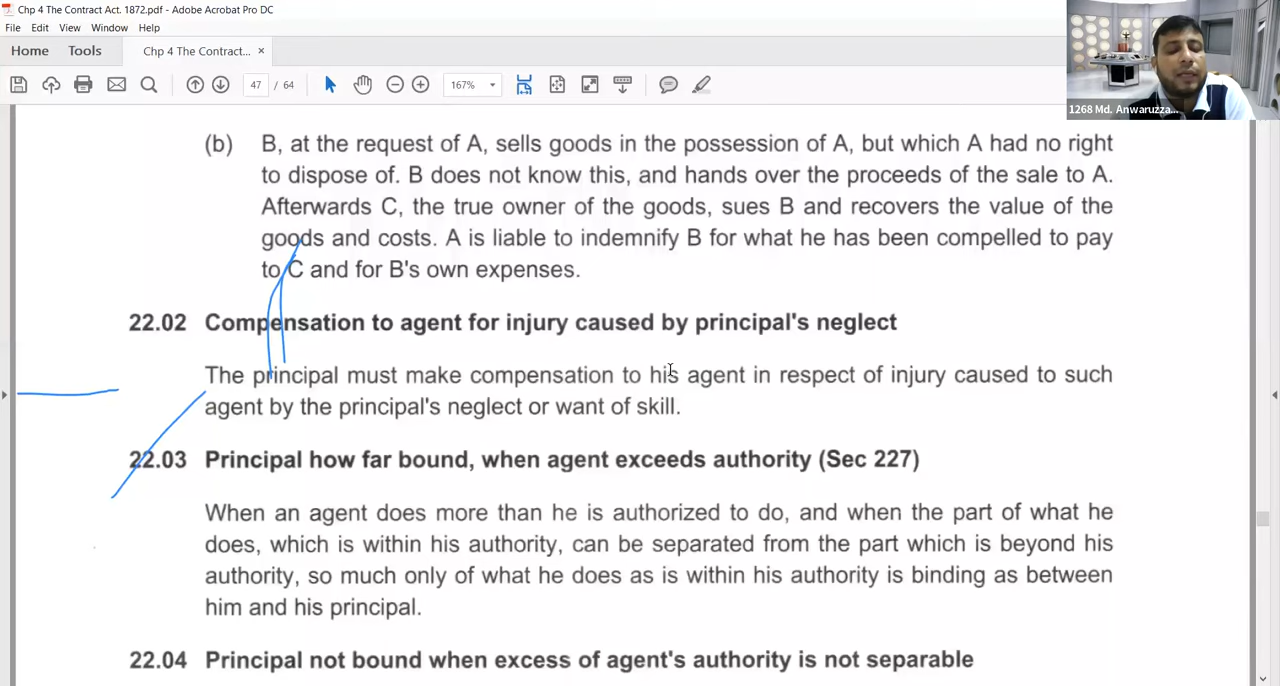 Chp 4 The Contract Act. 1872.pdf - Adobe Acrobat Pro DC
File Edit View Window Help
Home Tools Chp 4 The Contract... ×
47 / 64 167%
1268 Md. Anwaruzza...
(b) B, at the request of A, sells goods in the possession of A, but which A had no right
to dispose of. B does not know this, and hands over the proceeds of the sale to A.
Afterwards C, the true owner of the goods, sues B and recovers the value of the
goods and costs. A is liable to indemnify B for what he has been compelled to pay
to C and for B's own expenses.
22.02 Compensation to agent for injury caused by principal's neglect
The principal must make compensation to his agent in respect of injury caused to such
agent by the principal's neglect or want of skill.
22.03 Principal how far bound, when agent exceeds authority (Sec 227)
When an agent does more than he is authorized to do, and when the part of what he
does, which is within his authority, can be separated from the part which is beyond his
authority, so much only of what he does as is within his authority is binding as between
him and his principal.
22.04 Principal not bound when excess of agent's authority is not separable